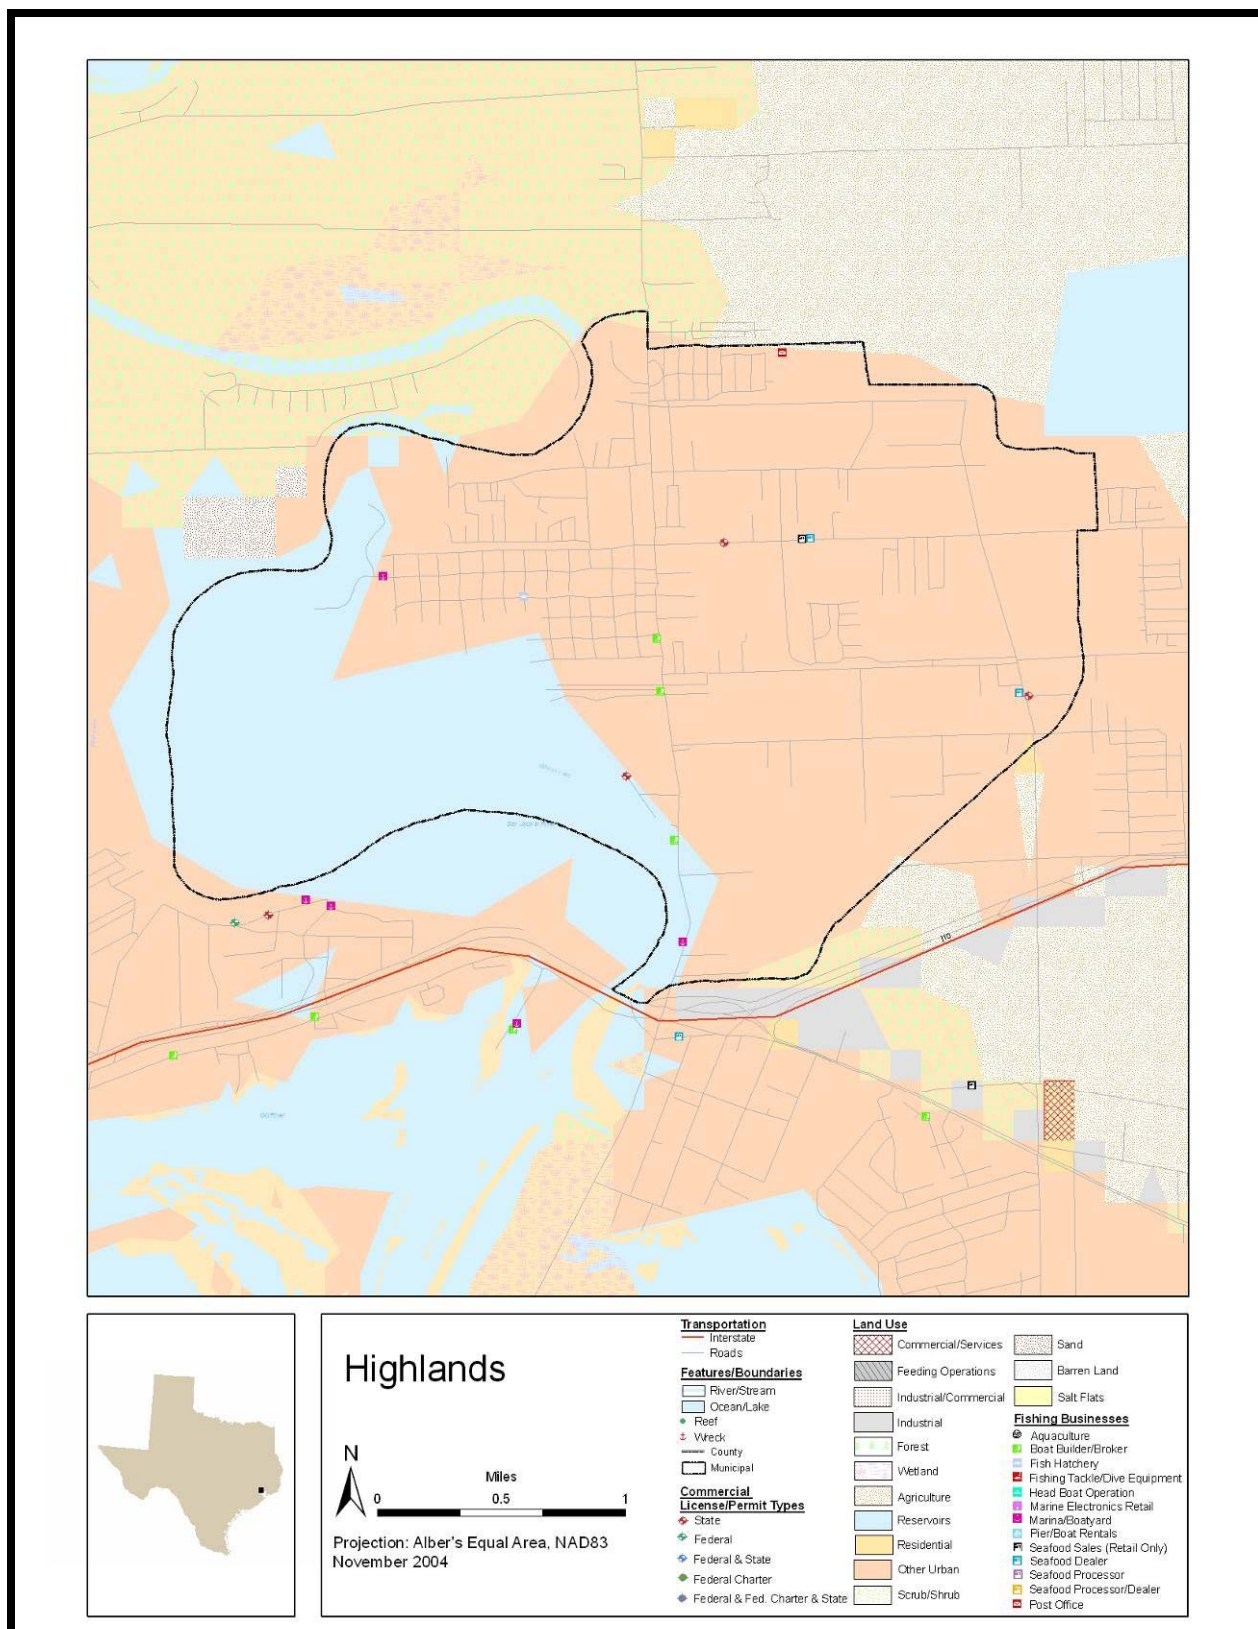 I10
Highlands
N
Miles
0 0.5 1
Projection: Alber's Equal Area, NAD83
November 2004
Transportation
Interstate
Roads
Features/Boundaries
River/Stream
Ocean/Lake
Reef
Wreck
County
Municipal
Commercial
License/Permit Types
State
Federal
Federal & State
Federal Charter
Federal & Fed. Charter & State
Land Use
Commercial/Services
Feeding Operations
Industrial/Commercial
Industrial
Forest
Wetland
Agriculture
Reservoirs
Residential
Other Urban
Scrub/Shrub
Sand
Barren Land
Salt Flats
Fishing Businesses
Aquaculture
Boat Builder/Broker
Fish Hatchery
Fishing Tackle/Dive Equipment
Head Boat Operation
Marine Electronics Retail
Marina/Boatyard
Pier/Boat Rentals
Seafood Sales (Retail Only)
Seafood Dealer
Seafood Processor
Seafood Processor/Dealer
Post Office